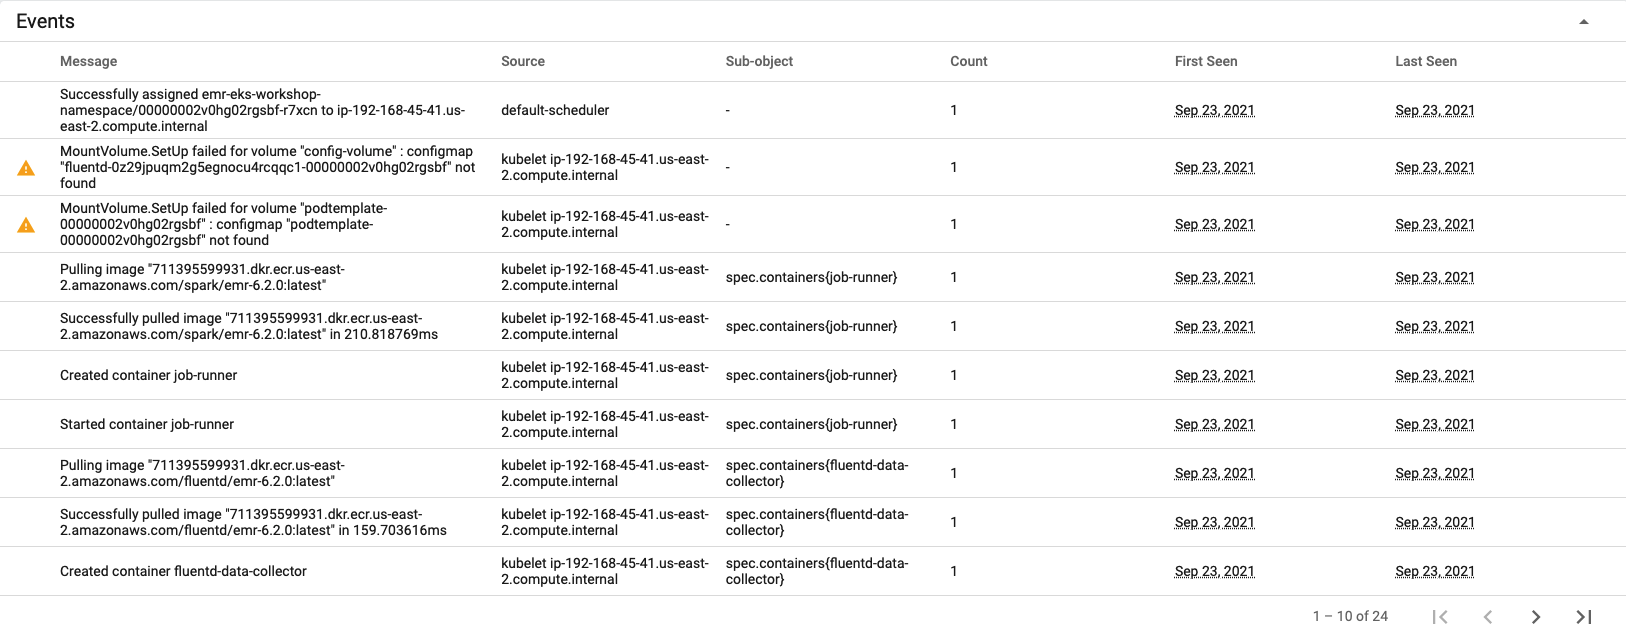 Events
Message Source Sub-object Count First Seen Last Seen
Successfully assigned emr-eks-workshop-
namespace/00000002v0hg02rgsbf-r7xcn to ip-192-168-45-41.us-
east-2.compute.internal
default-scheduler
-
1
Sep 23, 2021
Sep 23, 2021
MountVolume.SetUp failed for volume "config-volume" : configmap
"fluentd-0z29jpuqm2g5egnocu4rcqqc1-00000002v0hg02rgsbf" not
found
kubelet ip-192-168-45-41.us-east-
2.compute.internal
-
1
Sep 23, 2021
Sep 23, 2021
MountVolume.SetUp failed for volume "podtemplate-
00000002v0hg02rgsbf" : configmap "podtemplate-
00000002v0hg02rgsbf" not found
kubelet ip-192-168-45-41.us-east-
2.compute.internal
-
1
Sep 23, 2021
Sep 23, 2021
Pulling image "711395599931.dkr.ecr.us-east-
2.amazonaws.com/spark/emr-6.2.0:latest"
kubelet ip-192-168-45-41.us-east-
2.compute.internal
spec.containers{job-runner}
1
Sep 23, 2021
Sep 23, 2021
Successfully pulled image "711395599931.dkr.ecr.us-east-
2.amazonaws.com/spark/emr-6.2.0:latest" in 210.818769ms
kubelet ip-192-168-45-41.us-east-
2.compute.internal
spec.containers{job-runner}
1
Sep 23, 2021
Sep 23, 2021
Created container job-runner
kubelet ip-192-168-45-41.us-east-
2.compute.internal
spec.containers{job-runner}
1
Sep 23, 2021
Sep 23, 2021
Started container job-runner
kubelet ip-192-168-45-41.us-east-
2.compute.internal
spec.containers{job-runner}
1
Sep 23, 2021
Sep 23, 2021
Pulling image "711395599931.dkr.ecr.us-east-
2.amazonaws.com/fluentd/emr-6.2.0:latest"
kubelet ip-192-168-45-41.us-east-
2.compute.internal
spec.containers{fluentd-data-
collector}
1
Sep 23, 2021
Sep 23, 2021
Successfully pulled image "711395599931.dkr.ecr.us-east-
2.amazonaws.com/fluentd/emr-6.2.0:latest" in 159.703616ms
kubelet ip-192-168-45-41.us-east-
2.compute.internal
spec.containers{fluentd-data-
collector}
1
Sep 23, 2021
Sep 23, 2021
Created container fluentd-data-collector
kubelet ip-192-168-45-41.us-east-
2.compute.internal
spec.containers{fluentd-data-
collector}
1
Sep 23, 2021
Sep 23, 2021
1 – 10 of 24